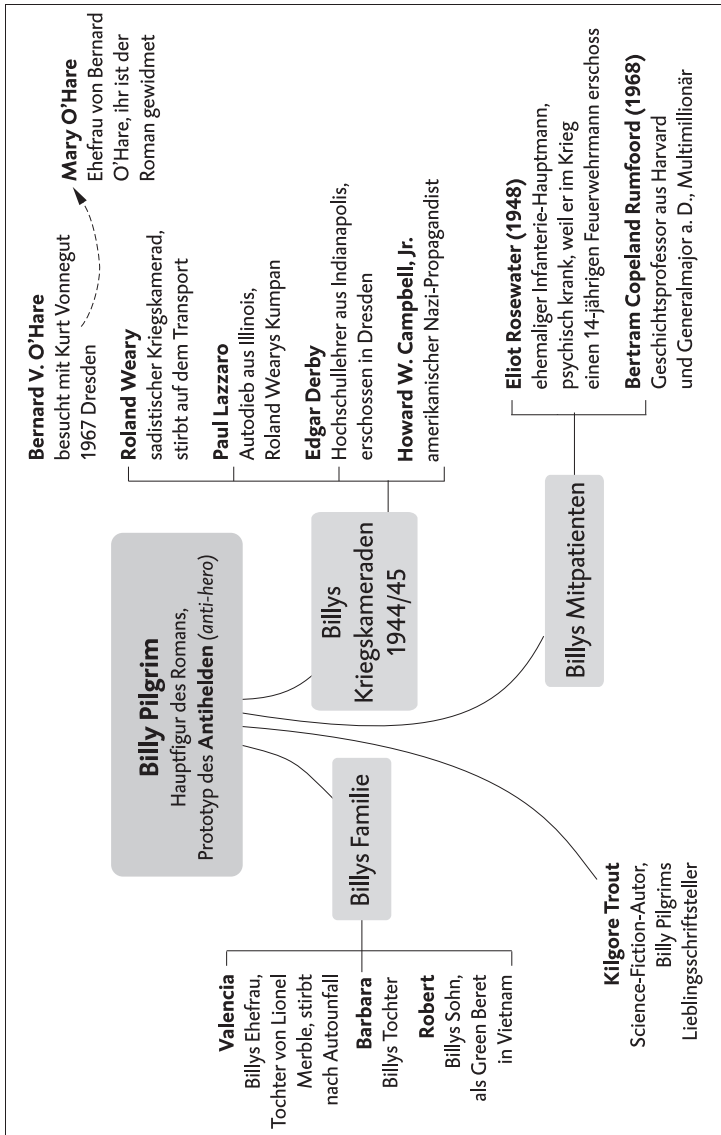 Billy Pilgrim
Hauptfigur des Romans,
Prototyp des Antihelden (anti-hero)
Bernard V. O’Hare
besucht mit Kurt Vonnegut
1967 Dresden
Mary O’Hare
Ehefrau von Bernard
O’Hare, ihr ist der
Roman gewidmet
Billys Familie
Valencia
Billys Ehefrau,
Tochter von Lionel
Merble, stirbt
nach Autounfall
Barbara
Billys Tochter
Robert
Billys Sohn,
als Green Beret
in Vietnam
Billys
Kriegskameraden
1944/45
Roland Weary
sadistischer Kriegskamerad,
stirbt auf dem Transport
Paul Lazzaro
Autodieb aus Illinois,
Roland Wearys Kumpan
Edgar Derby
Hochschullehrer aus Indianapolis,
erschossen in Dresden
Howard W. Campbell, Jr.
amerikanischer Nazi-Propagandist
Kilgore Trout
Science-Fiction-Autor,
Billy Pilgrims
Lieblingsschriftsteller
Billys Mitpatienten
Eliot Rosewater (1948)
ehemaliger Infanterie-Hauptmann,
psychisch krank, weil er im Krieg
einen 14-jährigen Feuerwehrmann erschoss
Bertram Copeland Rumfoord (1968)
Geschichtsprofessor aus Harvard
und Generalmajor a. D., Multimillionär